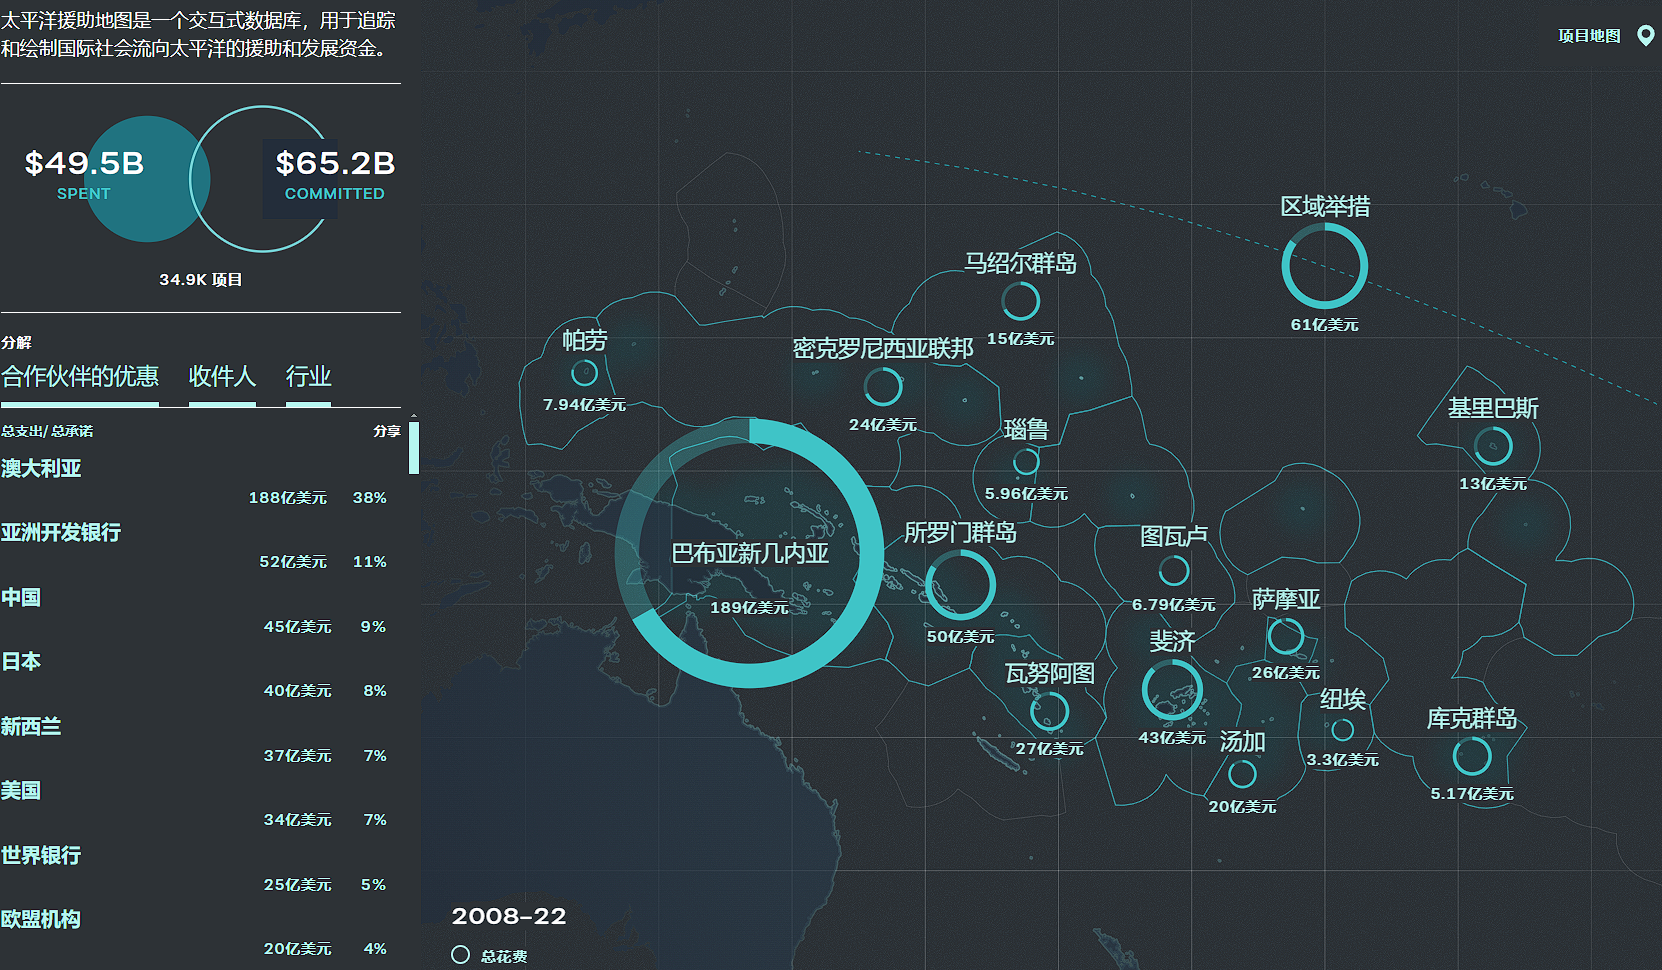 太平洋援助地图是一个交互式数据库，用于追踪
和绘制国际社会流向太平洋的援助和发展资金。
$49.5B
SPENT
$65.2B
COMMITTED
34.9K 项目
分解
合作伙伴的优惠 收件人 行业
总支出/ 总承诺 分享
澳大利亚
188亿美元 38%
亚洲开发银行
52亿美元 11%
中国
45亿美元 9%
日本
40亿美元 8%
新西兰
37亿美元 7%
美国
34亿美元 7%
世界银行
25亿美元 5%
欧盟机构
20亿美元 4%
项目地图
区域举措
61亿美元
马绍尔群岛
15亿美元
帕劳
7.94亿美元
密克罗尼西亚联邦
24亿美元
瑙鲁
5.96亿美元
基里巴斯
13亿美元
巴布亚新几内亚
189亿美元
所罗门群岛
50亿美元
图瓦卢
6.79亿美元
萨摩亚
26亿美元
斐济
43亿美元
瓦努阿图
27亿美元
纽埃
3.3亿美元
汤加
20亿美元
库克群岛
5.17亿美元
2008-22
总花费